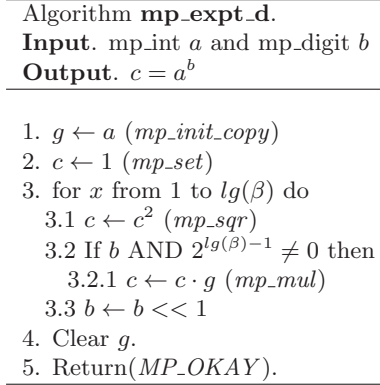 Algorithm mp_expt_d.
Input. mp_int a and mp_digit b
Output. c = a^b
1. g ← a (mp_init_copy)
2. c ← 1 (mp_set)
3. for x from 1 to lg(β) do
3.1 c ← c^2 (mp_sqr)
3.2 If b AND 2^{lg(β)−1} ≠ 0 then
3.2.1 c ← c · g (mp_mul)
3.3 b ← b << 1
4. Clear g.
5. Return(MP_OKAY).